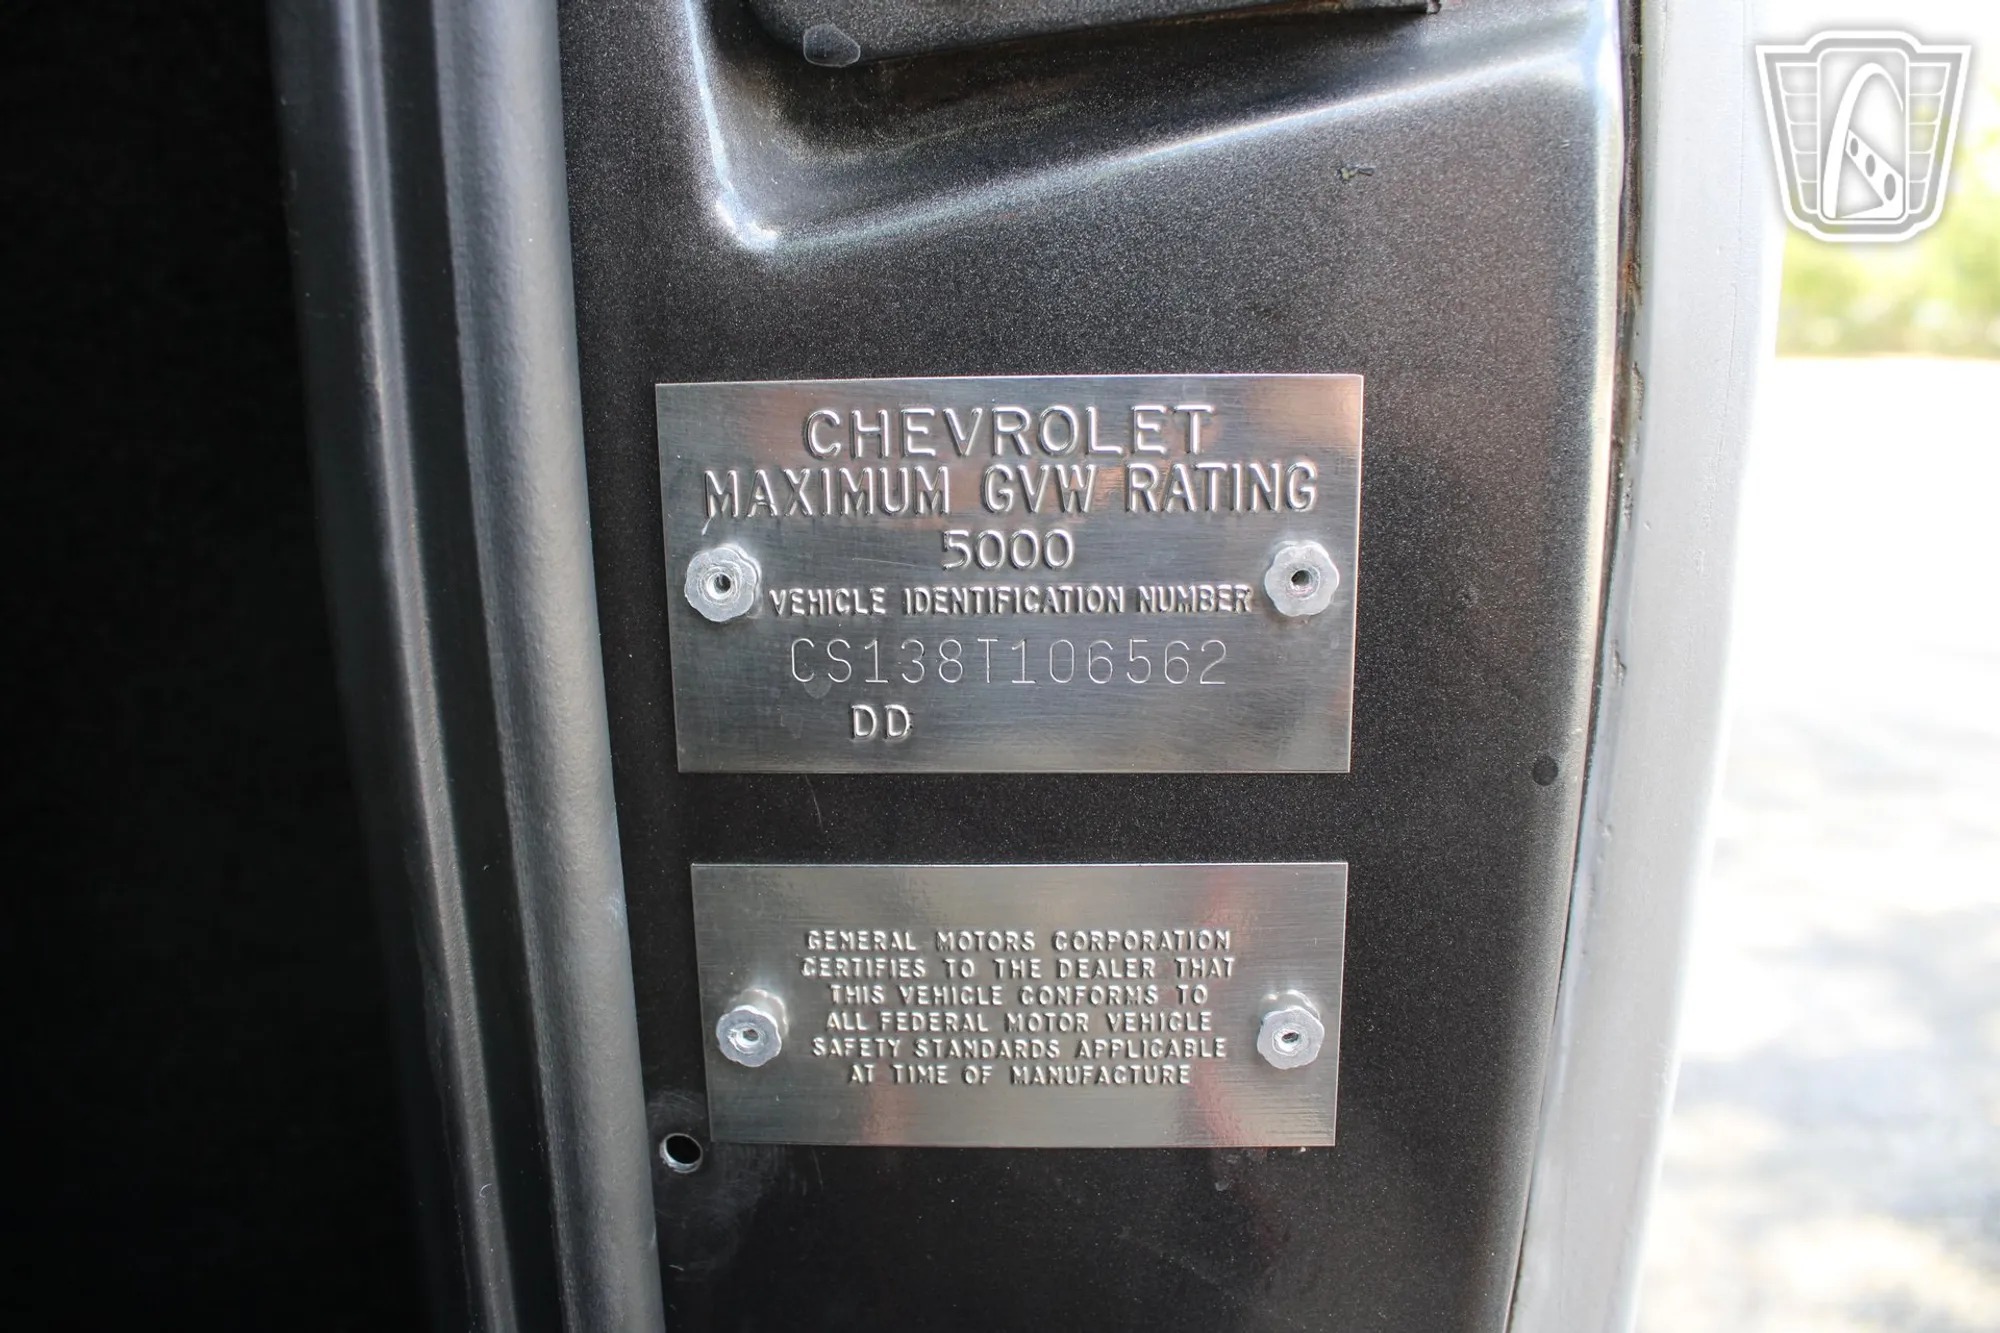 CHEVROLET
MAXIMUM GVW RATING
5000
VEHICLE IDENTIFICATION NUMBER
CS138T106562
DD
GENERAL MOTORS CORPORATION
CERTIFIES TO THE DEALER THAT
THIS VEHICLE CONFORMS TO
ALL FEDERAL MOTOR VEHICLE
SAFETY STANDARDS APPLICABLE
AT TIME OF MANUFACTURE